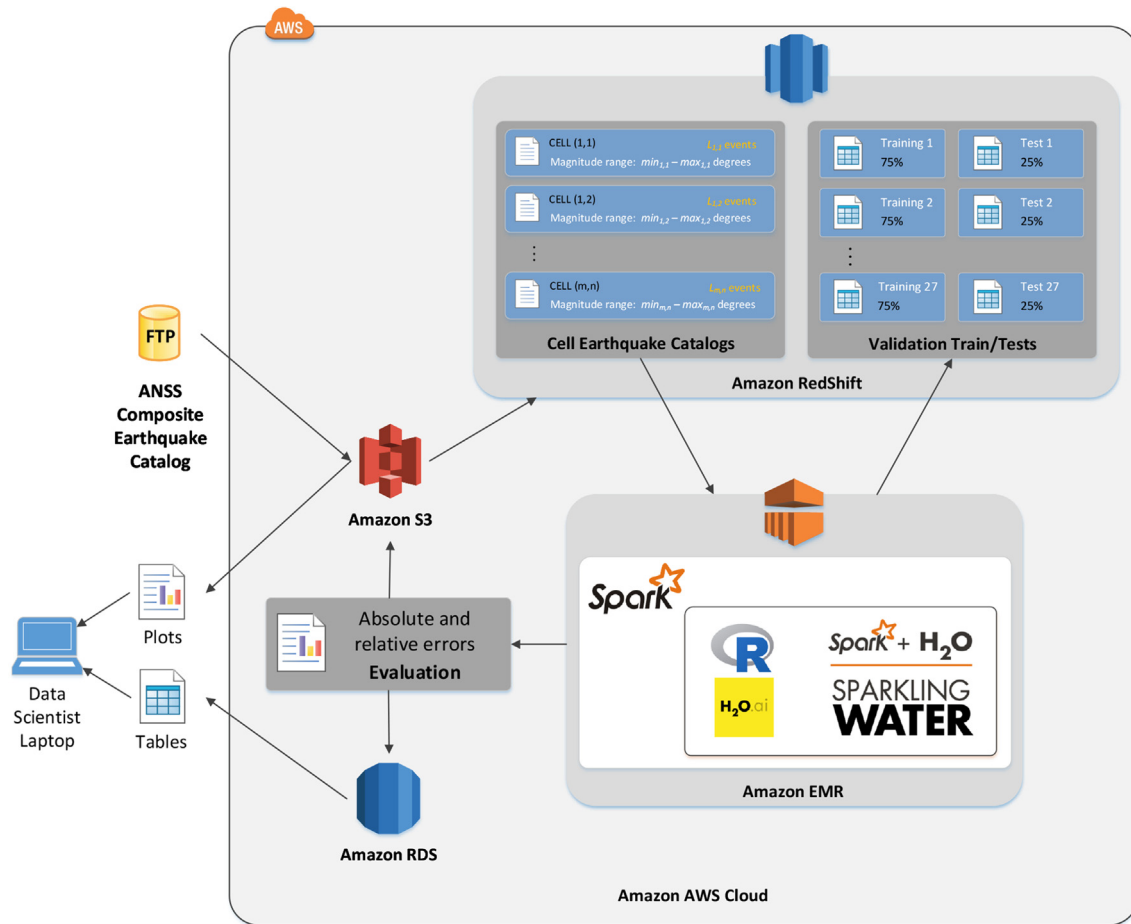 AWS
CELL (1,1)
L1,1 events
Magnitude range: min1,1 – max1,1 degrees
CELL (1,2)
L1,2 events
Magnitude range: min1,2 – max1,2 degrees
⋮
CELL (m,n)
Lm,n events
Magnitude range: minm,n – maxm,n degrees
Cell Earthquake Catalogs
Training 1
75%
Test 1
25%
Training 2
75%
Test 2
25%
⋮
Training 27
75%
Test 27
25%
Validation Train/Tests
Amazon RedShift
FTP
ANSS
Composite
Earthquake
Catalog
Amazon S3
Plots
Data
Scientist
Laptop
Tables
Absolute and
relative errors
Evaluation
Amazon RDS
Spark
R
H2O.ai
Spark + H2O
SPARKLING
WATER
Amazon EMR
Amazon AWS Cloud